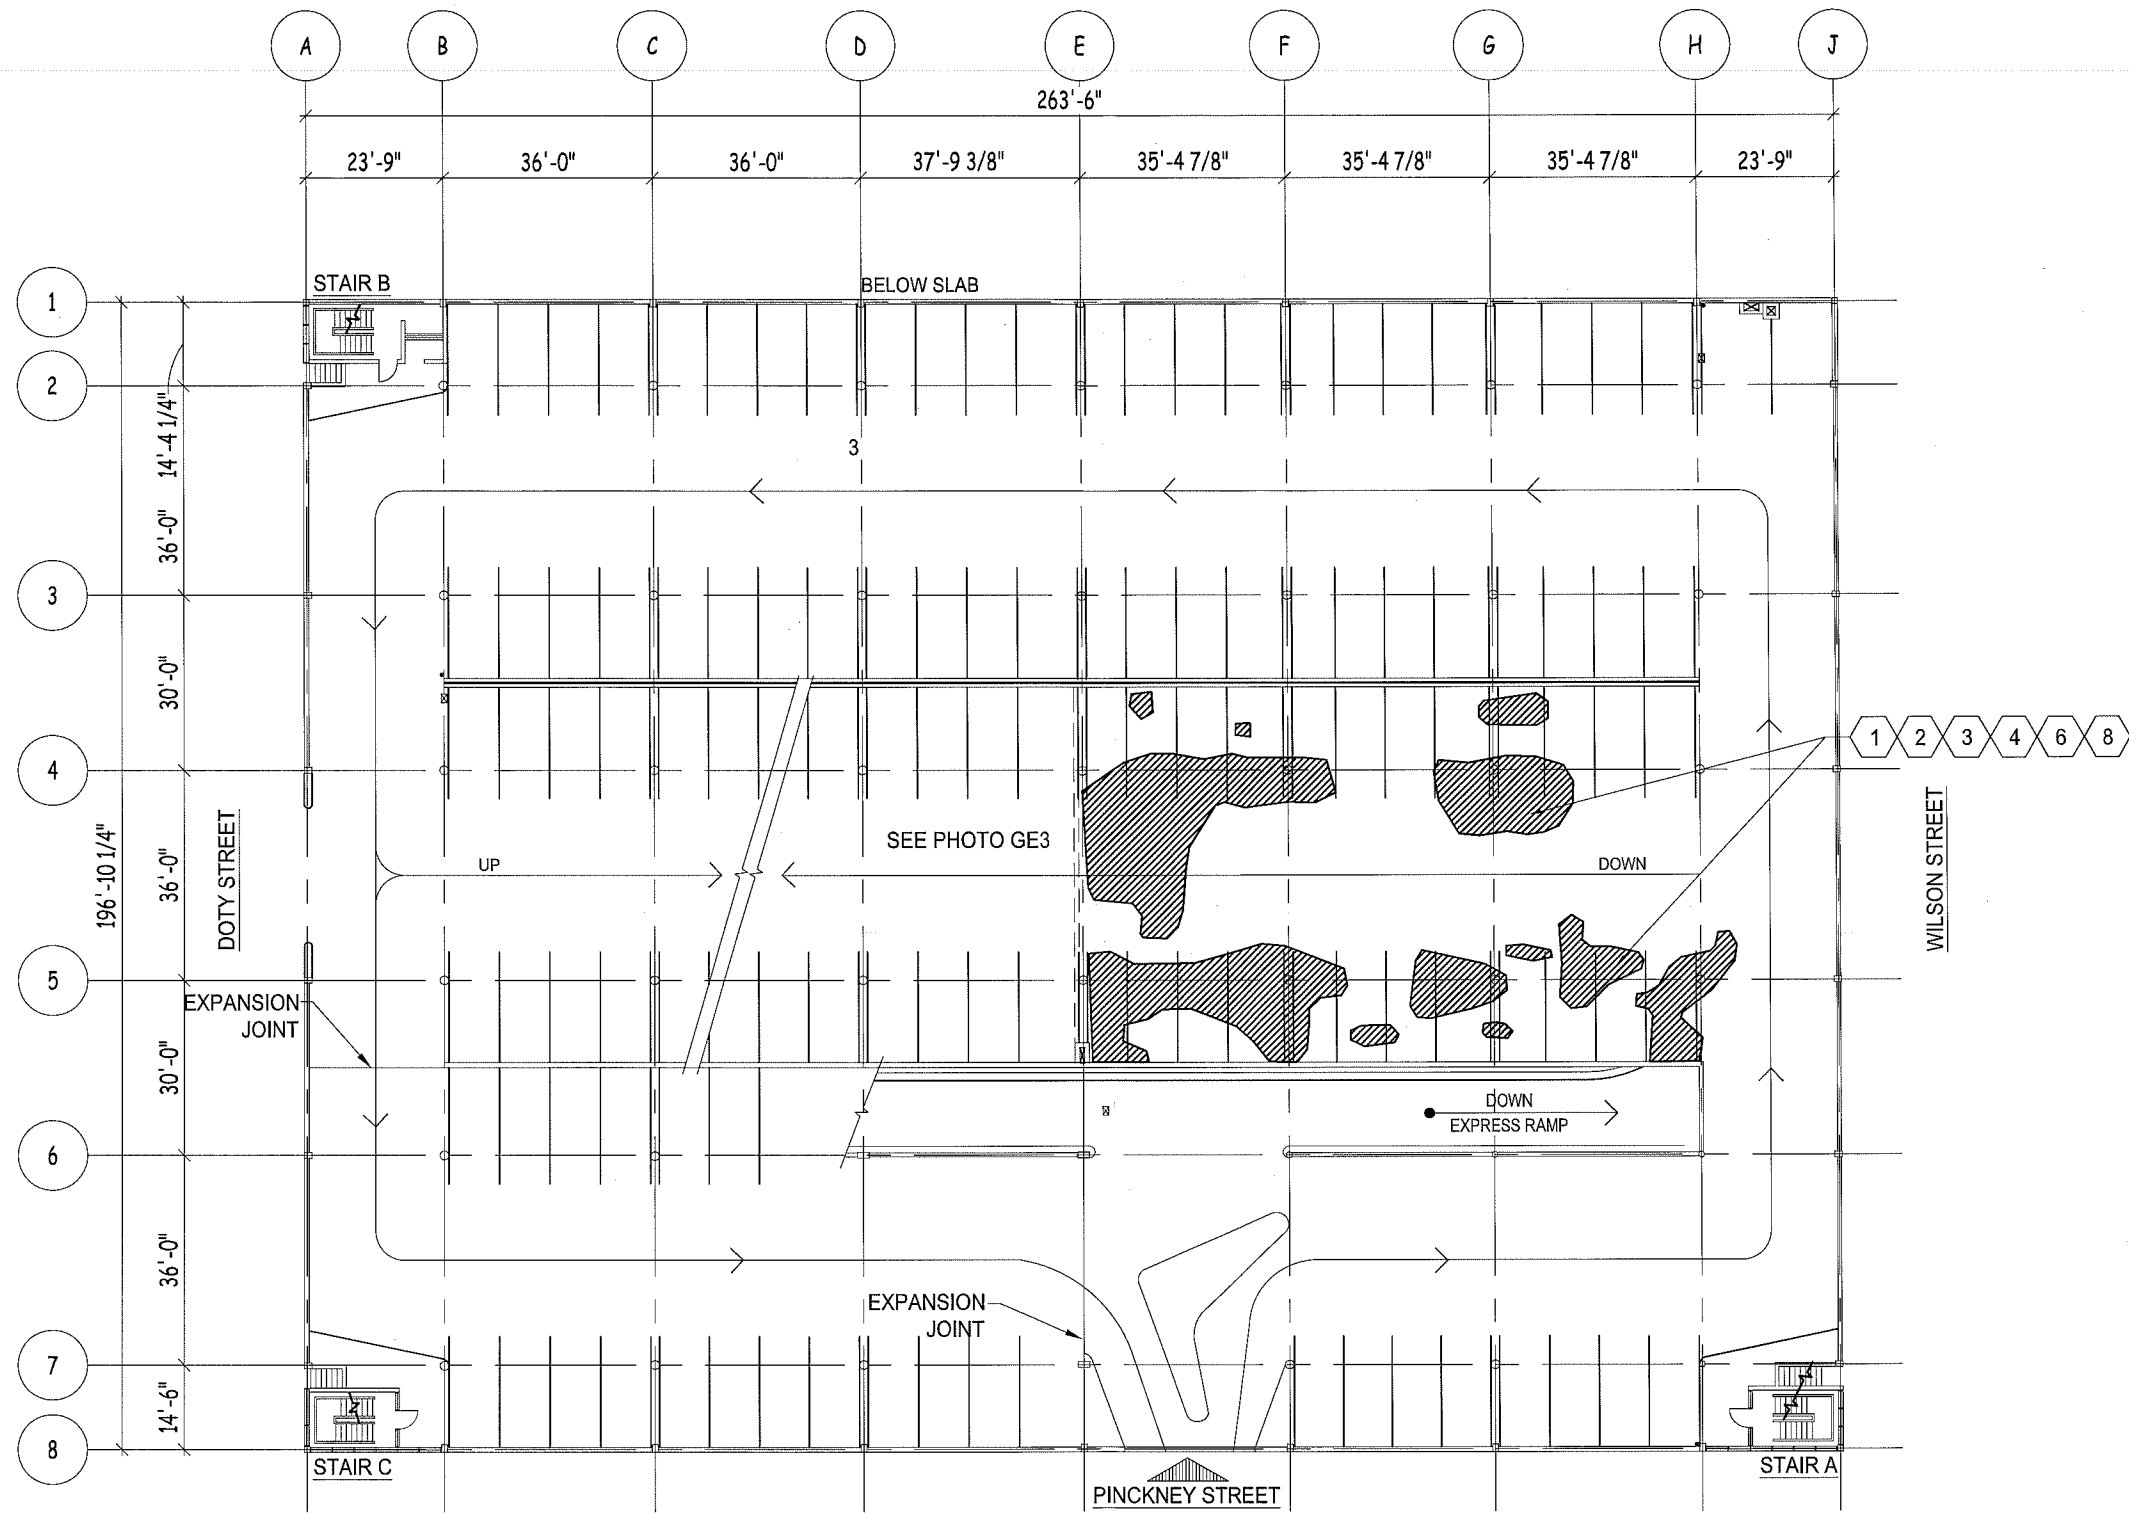 A B C D E F G H J
263'-6"
23'-9" 36'-0" 36'-0" 37'-9 3/8" 35'-4 7/8" 35'-4 7/8" 35'-4 7/8" 23'-9"
STAIR B
BELOW SLAB
1
2
14'-4 1/4"
3
36'-0"
3
30'-0"
1 2 3 4 6 8
4
DOTY STREET
196'-10 1/4"
36'-0"
SEE PHOTO GE3
UP
DOWN
WILSON STREET
5
EXPANSION
JOINT
30'-0"
DOWN
EXPRESS RAMP
6
36'-0"
EXPANSION
JOINT
7
14'-6"
8
STAIR C
STAIR A
PINCKNEY STREET